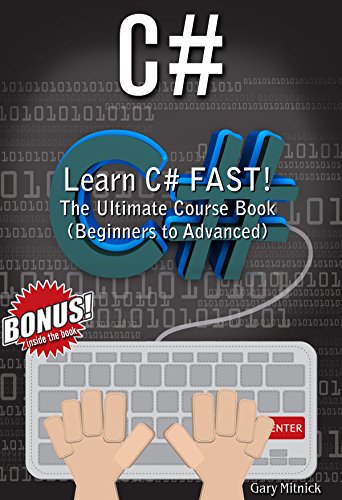 C#
C#
Learn C# FAST!
The Ultimate Course Book
(Beginners to Advanced)
BONUS!
inside the book
ENTER
Gary Mitnick